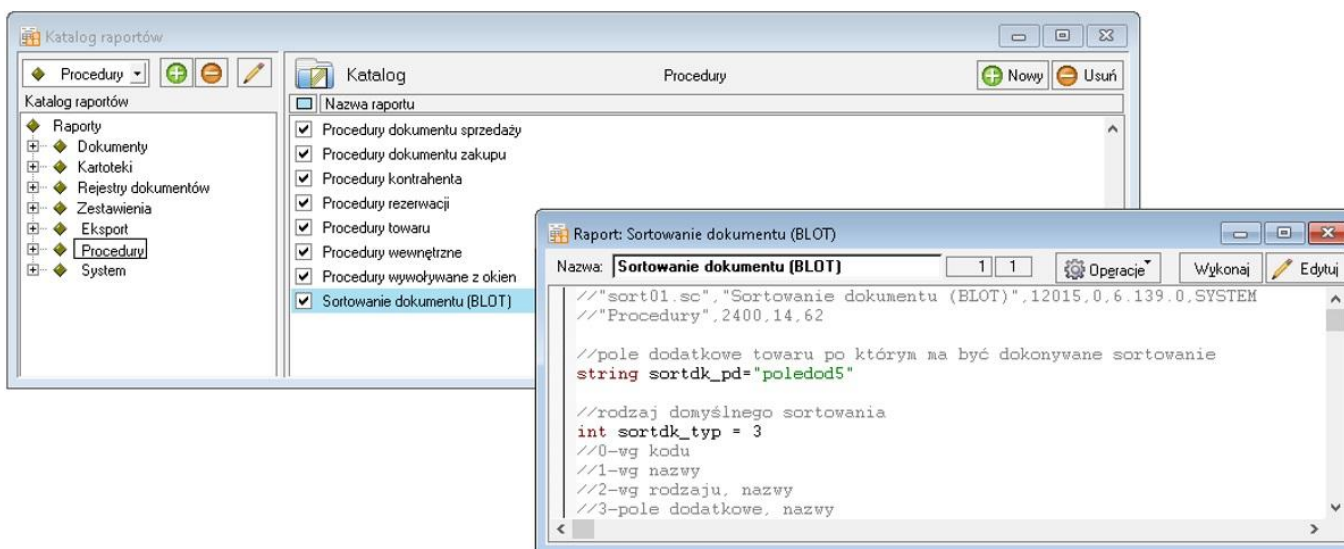 Katalog raportów
Procedury
Katalog raportów
Raporty
Dokumenty
Kartoteki
Rejestry dokumentów
Zestawienia
Eksport
Procedury
System
Katalog
Procedury
Nowy
Usuń
Nazwa raportu
Procedury dokumentu sprzedaży
Procedury dokumentu zakupu
Procedury kontrahenta
Procedury rezerwacji
Procedury towaru
Procedury wewnętrzne
Procedury wywoływane z okien
Sortowanie dokumentu (BLOT)
Raport: Sortowanie dokumentu (BLOT)
Nazwa: Sortowanie dokumentu (BLOT) 1 1 Operacje Wykonaj Edytuj
//"sort01.sc","Sortowanie dokumentu (BLOT)",12015,0,6.139.0,SYSTEM
//"Procedury",2400,14,62
//pole dodatkowe towaru po którym ma być dokonywane sortowanie
string sortdk_pd="poledod5"
//rodzaj domyślnego sortowania
int sortdk_typ = 3
//0-wg kodu
//1-wg nazwy
//2-wg rodzaju, nazwy
//3-pole dodatkowe, nazwy